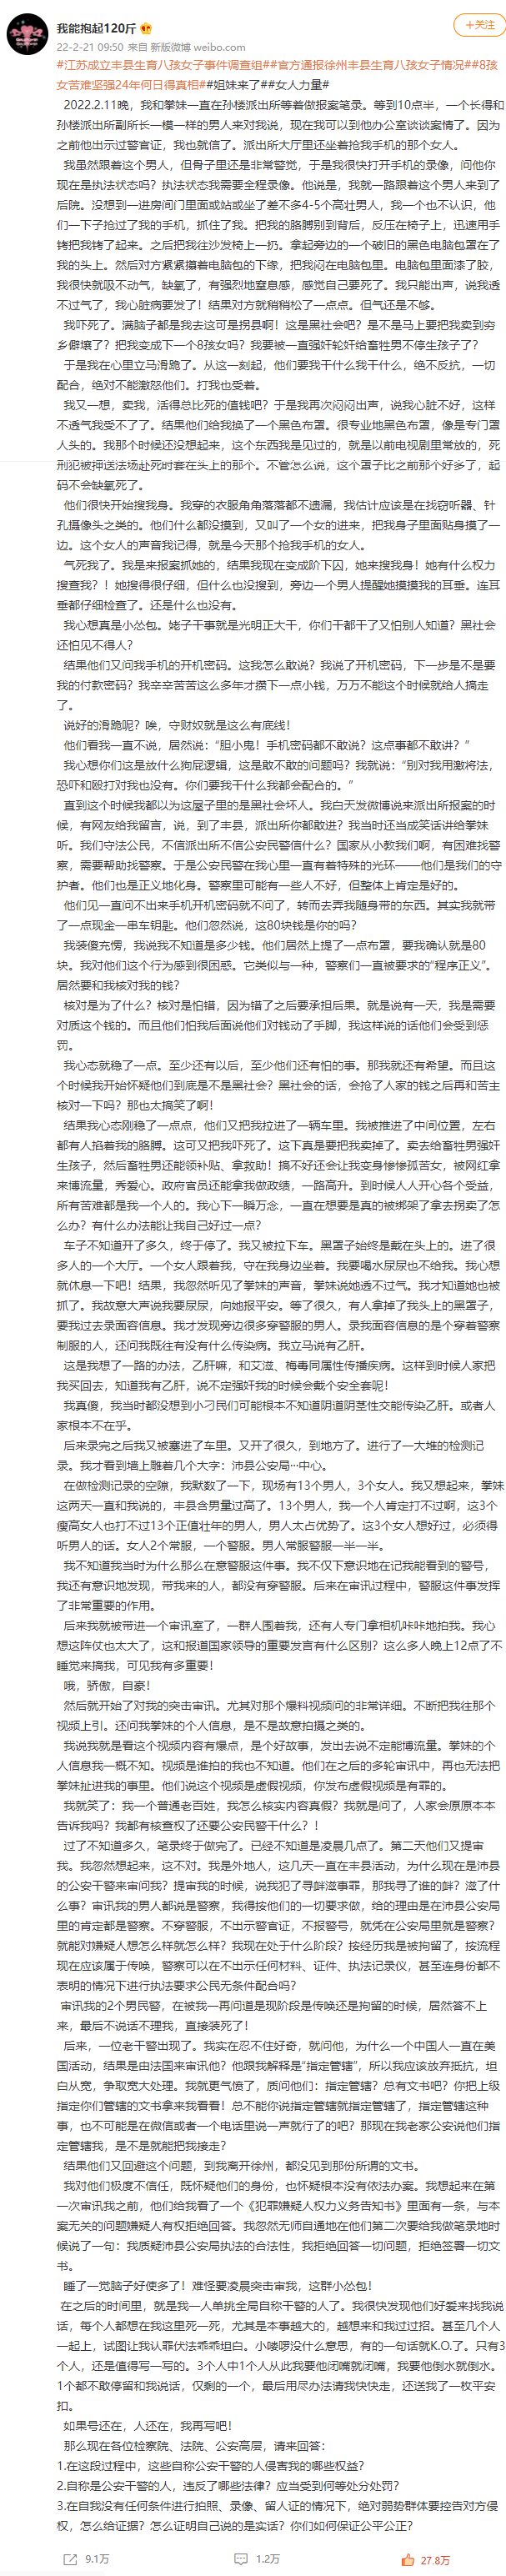 我能抱起120斤
22-2-21 09:50 来自 新版微博 weibo.com
+关注
#江苏成立丰县生育八孩女子事件调查组##官方通报徐州丰县生育八孩女子情况##8孩
女苦难坚强24年何日得真相##姐妹来了##女人力量#
2022.2.11晚，我和拳妹一直在孙楼派出所等着做报案笔录。等到10点半，一个长得和
孙楼派出所副所长一模一样的男人来对我说，现在我可以到他办公室谈谈案情了。因为
之前他出示过警官证，我也就信了。派出所大厅里还坐着抢我手机的那个女人。
我虽然跟着这个男人，但骨子里还是非常警觉，于是我很快打开手机的录像，问他你
现在是执法状态吗？执法状态我需要全程录像。他说是，我就一路跟着这个男人来到了
后院。没想到一进房间门里面或站或坐了差不多4-5个高壮男人，我一个也不认识，他
们一下子抢过了我的手机，抓住了我。把我的胳膊别到背后，反压在椅子上，迅速用手
铐把我铐了起来。之后把我往沙发椅上一扔。拿起旁边的一个破旧的黑色电脑包罩在了
我的头上。然后对方紧紧攥着电脑包的下缘，把我闷在电脑包里。电脑包里面漆了胶，
我很快就吸不动气，缺氧了，有强烈地窒息感，感觉自己要死了。我只能出声，说我透
不过气了，我心脏病要发了！结果对方就稍稍松了一点点。但气还是不够。
我吓死了。满脑子都是我去这可是拐县啊！这是黑社会吧？是不是马上要把我卖到穷
乡僻壤了？把我变成下一个8孩女吗？我要被一直强奸轮奸给畜牲男不停生孩子了？
于是我在心里立马滑跪了。从这一刻起，他们要我干什么我干什么，绝不反抗，一切
配合，绝对不能激怒他们。打我也受着。
我又一想，卖我，活得总比死的值钱吧？于是我再次闷闷出声，说我心脏不好，这样
不透气我受不了了。结果他们给我换了一个黑色布罩。很专业地黑色布罩，像是专门罩
人头的。我那个时候还没想起来，这个东西我是见过的，就是以前电视剧里常放的，死
刑犯被押送法场赴死时套在头上的那个。不管怎么说，这个罩子比之前那个好多了，起
码不会缺氧死了。
他们很快开始搜我身。我穿的衣服角角落落都不遗漏，我估计应该是在找窃听器、针
孔摄像头之类的。他们什么都没摸到，又叫了一个女的进来，把我身子里面贴身摸了一
边。这个女人的声音我记得，就是今天那个抢我手机的女人。
气死我了。我是来报案抓她的，结果我现在变成阶下囚，她来搜我身！她有什么权力
搜查我？！她搜得很仔细，但什么也没搜到，旁边一个男人提醒她摸摸我的耳垂。连耳
垂都仔细检查了。还是什么也没有。
我心想真是小怂包。姥子干事就是光明正大干，你们干都干了又怕别人知道？黑社会
还怕见不得人？
结果他们又问我手机的开机密码。这我怎么敢说？我说了开机密码，下一步是不是要
我的付款密码？我辛辛苦苦这么多年才攒下一点小钱，万万不能这个时候就给人搞走
了。
说好的滑跪呢？唉，守财奴就是这么有底线！
他们看我一直不说，居然说：“胆小鬼！手机密码都不敢说？这点事都不敢讲？”
我心想你们这是放什么狗屁逻辑，这是敢不敢的问题吗？我就说：“别对我用激将法，
恐吓和殴打对我也没有。你们要我干什么我都会配合的。”
直到这个时候我都以为这屋子里的是黑社会坏人。我白天发微博说来派出所报案的时
候，有网友给我留言，说，到了丰县，派出所你都敢进？我当时还当成笑话讲给拳妹
听。我们守法公民，不信派出所不信公安民警信什么？国家从小教我们啊，有困难找警
察，需要帮助找警察。于是公安民警在我心里一直有着特殊的光环——他们是我们的守
护者。他们也是正义地化身。警察里可能有一些人不好，但整体上肯定是好的。
他们见一直问不出来手机开机密码就不问了，转而去弄我随身带的东西。其实我就带
了一点现金一串车钥匙。他们忽然说，这80块钱是你的吗？
我装傻充愣，我说我不知道是多少钱。他们居然上提了一点布罩，要我确认就是80
块。我对他们这个行为感到很困惑。它类似与一种，警察们一直被要求的“程序正义”。
居然要和我核对我的钱？
核对是为了什么？核对是怕错，因为错了之后要承担后果。就是说有一天，我是需要
对质这个钱的。而且他们怕我后面说他们对钱动了手脚，我这样说的话他们会受到惩
罚。
我心态就稳了一点。至少还有以后，至少他们还有怕的事。那我就还有希望。而且这
个时候我开始怀疑他们到底是不是黑社会？黑社会的话，会抢了人家的钱之后再和苦主
核对一下吗？那也太搞笑了啊！
结果我心态刚稳了一点点，他们又把我拉进了一辆车里。我被推进了中间位置，左右
都有人掐着我的胳膊。这可又把我吓死了。这下真是要把我卖掉了。卖去给畜牲男强奸
生孩子，然后畜牲男还能领补贴、拿救助！搞不好还会让我变身惨惨孤苦女，被网红拿
来博流量，秀爱心。政府官员还能拿我做政绩，一路高升。到时候人人开心各个受益，
所有苦难都是我一个人的。我心下一瞬万念，一直在想要是真的被绑架了拿去拐卖了怎
么办？有什么办法能让我自己好过一点？
车子不知道开了多久，终于停了。我又被拉下车。黑罩子始终是戴在头上的。进了很
多人的一个大厅。一个女人跟着我，守在我身边坐着。我要喝水尿尿也不给我。我心想
就休息一下吧！结果，我忽然听见了拳妹的声音，拳妹说她透不过气。我才知道她也被
抓了。我故意大声说我要尿尿，向她报平安。等了很久，有人拿掉了我头上的黑罩子，
要我过去录面容信息。我才发现旁边很多穿警服的男人。录我面容信息的是个穿着警察
制服的人，还问我既往有没有什么传染病。我立马说有乙肝。
这是我想了一路的办法，乙肝嘛，和艾滋、梅毒同属性传播疾病。这样到时候人家把
我买回去，知道我有乙肝，说不定强奸我的时候会戴个安全套呢！
我真傻，我当时都没想到小刁民们可能根本不知道阴道阴茎性交能传染乙肝。或者人
家根本不在乎。
后来录完之后我又被塞进了车里。又开了很久，到地方了。进行了一大堆的检测记
录。我才看到墙上雕着几个大字：沛县公安局···中心。
在做检测记录的空隙，我默数了一下，现场有13个男人，3个女人。我又想起来，拳妹
这两天一直和我说的，丰县含男量过高了。13个男人，我一个人肯定打不过啊，这3个
瘦高女人也打不过13个正值壮年的男人，男人太占优势了。这3个女人想好过，必须得
听男人的话。女人2个常服，一个警服。男人常服警服一半一半。
我不知道我当时为什么那么在意警服这件事。我不仅下意识地在记我能看到的警号，
我还有意识地发现，带我来的人，都没有穿警服。后来在审讯过程中，警服这件事发挥
了非常重要的作用。
后来我就被带进一个审讯室了，一群人围着我，还有人专门拿相机咔咔地拍我。我心
想这阵仗也太大了，这和报道国家领导的重要发言有什么区别？这么多人晚上12点了不
睡觉来搞我，可见我有多重要！
哦，骄傲，自豪！
然后就开始了对我的突击审讯。尤其对那个爆料视频问的非常详细。不断把我往那个
视频上引。还问我拳妹的个人信息，是不是故意拍摄之类的。
我说我就是看这个视频内容有爆点，是个好故事，发出去说不定能博流量。拳妹的个
人信息我一概不知。视频是谁拍的我也不知道。他们在之后的多轮审讯中，再也无法把
拳妹扯进我的事里。他们说这个视频是虚假视频，你发布虚假视频是有罪的。
我就笑了：我一个普通老百姓，我怎么核实内容真假？我就是问了，人家会原原本本
告诉我吗？我都有核查权了还要公安民警干什么？！
过了不知道多久，笔录终于做完了。已经不知道是凌晨几点了。第二天他们又提审
我。我忽然想起来，这不对。我是外地人，这几天一直在丰县活动，为什么现在是沛县
的公安干警来审问我？提审我的时候，说我犯了寻衅滋事罪，那我寻了谁的衅？滋了什
么事？审讯我的男人都说是警察，我得按他们的一切要求做，给的理由是在沛县公安局
里的肯定都是警察。不穿警服，不出示警官证，不报警号，就凭在公安局里就是警察？
就能对嫌疑人想怎么样就怎么样？我现在处于什么阶段？按经历我是被拘留了，按流程
现在应该属于传唤，警察可以在不出示任何材料、证件、执法记录仪，甚至连身份都不
表明的情况下进行执法要求公民无条件配合吗？
审讯我的2个男民警，在被我一再问道是现阶段是传唤还是拘留的时候，居然答不上
来，最后不说话不理我，直接装死了！
后来，一位老干警出现了。我实在忍不住好奇，就问他，为什么一个中国人一直在美
国活动，结果是由法国来审讯他？他跟我解释是“指定管辖”，所以我应该放弃抵抗，坦
白从宽，争取宽大处理。我就更气愤了，质问他们：指定管辖？总有文书吧？你把上级
指定你们管辖的文书拿来我看看！总不能你说指定管辖就指定管辖了，指定管辖这种
事，也不可能是在微信或者一个电话里说一声就行了的吧？那现在我老家公安说他们指
定管辖我，是不是就能把我接走？
结果他们又回避这个问题，到我离开徐州，都没见到那份所谓的文书。
我对他们极度不信任，既怀疑他们的身份，也怀疑根本没有依法办案。我想起来在第
一次审讯我之前，他们给我看了一个《犯罪嫌疑人权力义务告知书》里面有一条，与本
案无关的问题嫌疑人有权拒绝回答。我忽然无师自通地在他们第二次要给我做笔录地时
候说了一句：我质疑沛县公安局执法的合法性，我拒绝回答一切问题，拒绝签署一切文
书。
睡了一觉脑子好使多了！难怪要凌晨突击审我，这群小怂包！
在之后的时间里，就是我一人单挑全局自称干警的人了。我很快发现他们好爱来找我说
话，每个人都想在我这里死一死，尤其是本事越大的，越想来和我过过招。甚至几个人
一起上，试图让我认罪伏法乖乖坦白。小喽啰没什么意思，有的一句话就K.O.了。只有3
个人，还是值得写一写的。3个人中1个人从此我要他闭嘴就闭嘴，我要他倒水就倒水。
1个都不敢停留和我说话，仅剩的一个，最后用尽办法请我快快走，还送我了一枚平安
扣。
如果号还在，人还在，我再写吧！
那么现在各位检察院、法院、公安高层，请来回答：
1.在这段过程中，这些自称公安干警的人侵害我的哪些权益？
2.自称是公安干警的人，违反了哪些法律？应当受到何等处分处罚？
3.在自我没有任何条件进行拍照、录像、留人证的情况下，绝对弱势群体要控告对方侵
权，怎么给证据？怎么证明自己说的是实话？你们如何保证公平公正？
9.1万
1.2万
27.8万